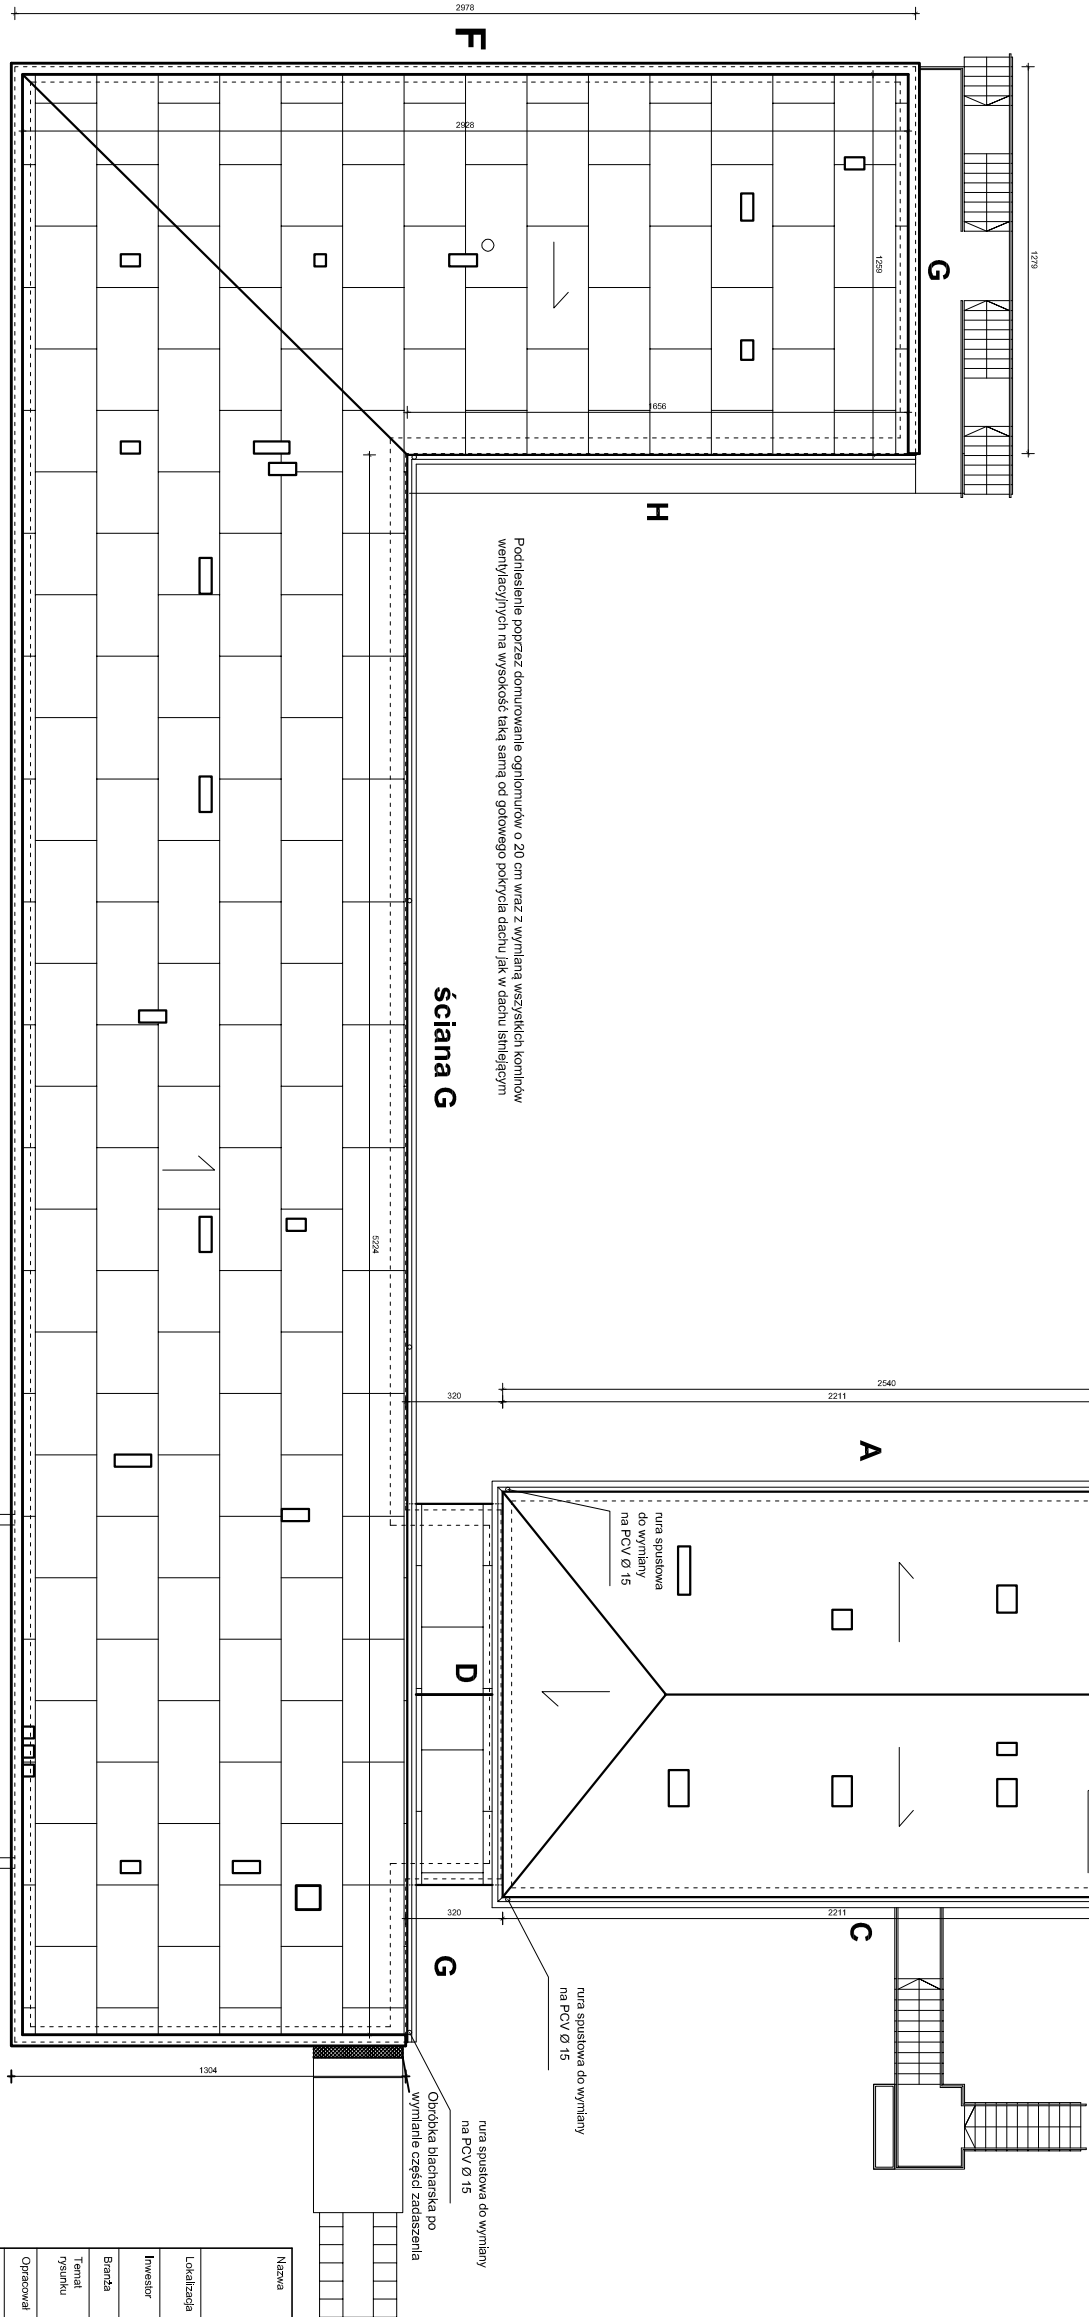 2978
F
2928
1279
G
1259
1656
H
Podniesienie poprzez domurowanie ogniomurów o 20 cm wraz z wymianą wszystkich kominów
wentylacyjnych na wysokość taką samą od gotowego pokrycia dachu jak w dachu istniejącym
ściana G
5224
2540
320
2211
A
rura spustowa
do wymiany
na PCV Ø 15
D
320
2211
C
G
rura spustowa do wymiany
na PCV Ø 15
1304
rura spustowa do wymiany
na PCV Ø 15
Obróbka blacharska po
wymianie części zadaszenia
Nazwa
Lokalizacja
Inwestor
Branża
Temat
rysunku
Opracował